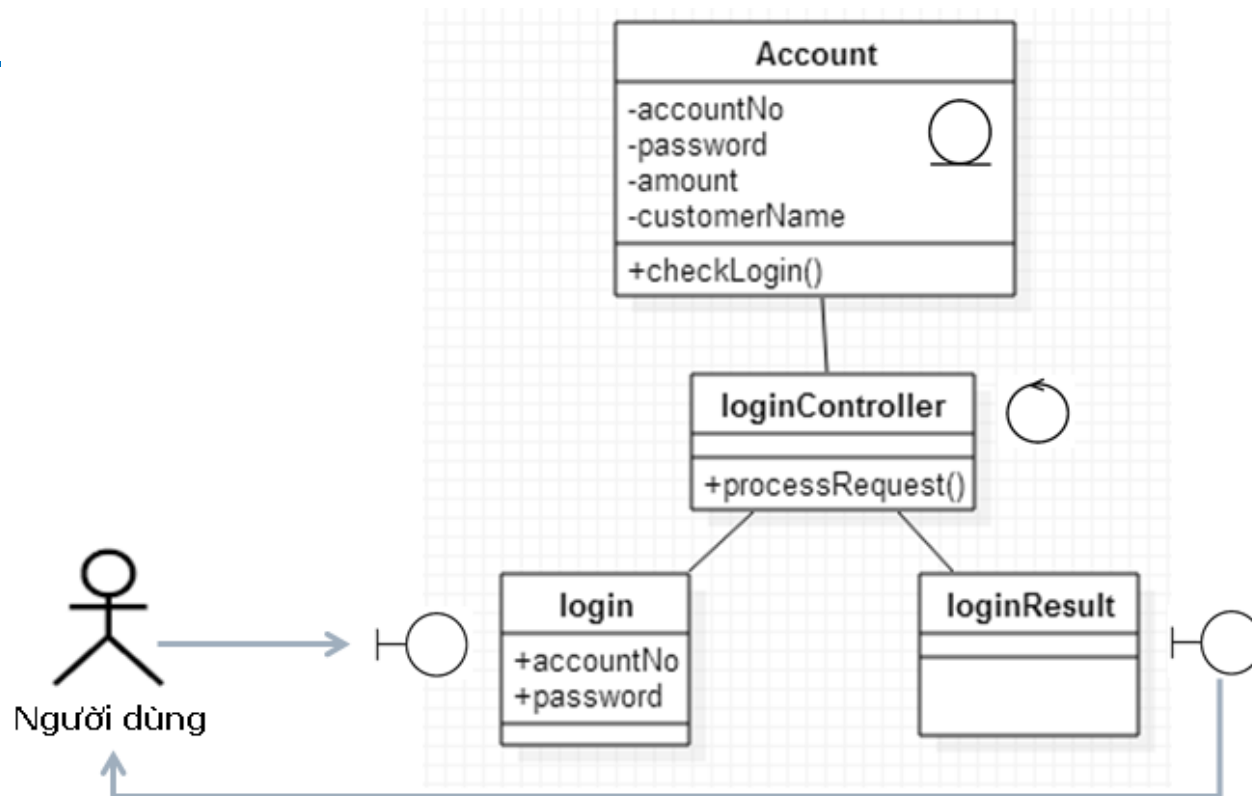 Account
-accountNo
-password
-amount
-customerName
+checkLogin()
loginController
+processRequest()
login
+accountNo
+password
loginResult
Người dùng